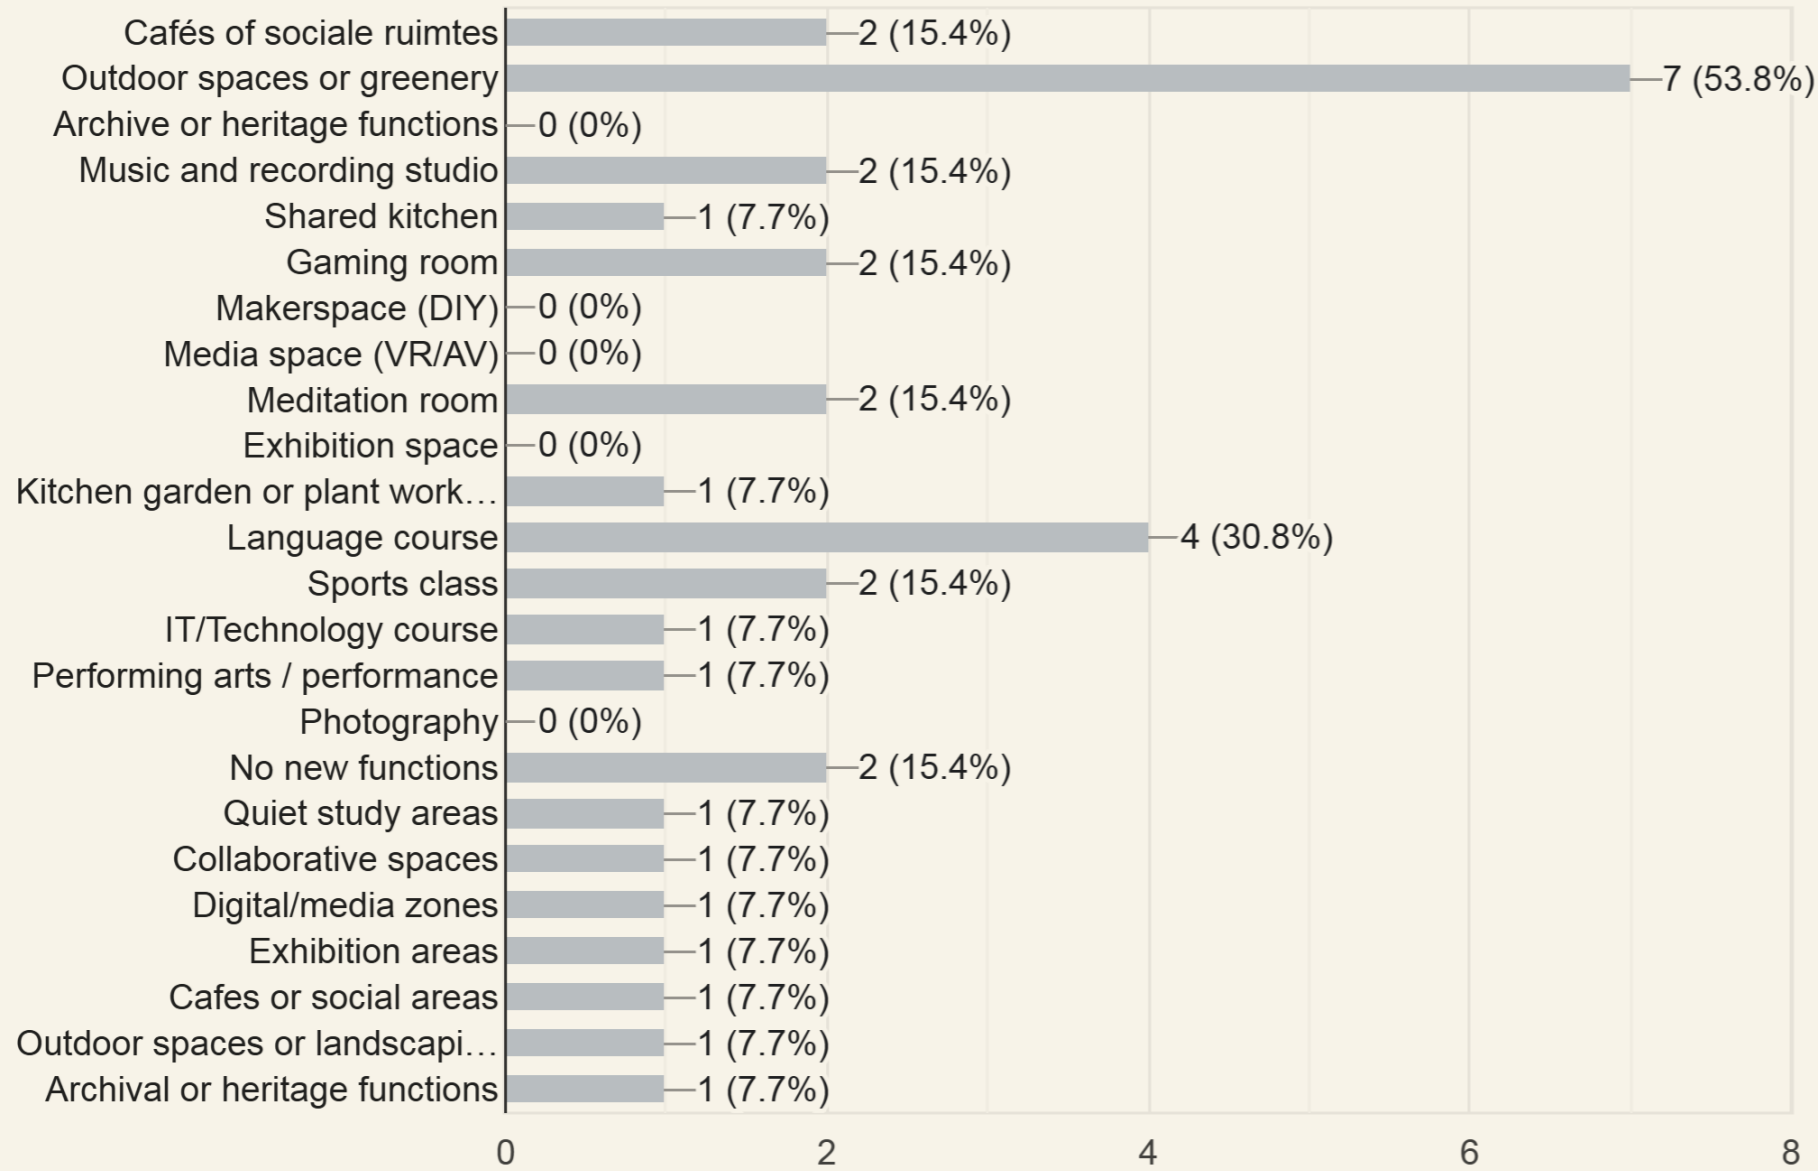 Cafés of sociale ruimtes 2 (15.4%)
Outdoor spaces or greenery 7 (53.8%)
Archive or heritage functions 0 (0%)
Music and recording studio 2 (15.4%)
Shared kitchen 1 (7.7%)
Gaming room 2 (15.4%)
Makerspace (DIY) 0 (0%)
Media space (VR/AV) 0 (0%)
Meditation room 2 (15.4%)
Exhibition space 0 (0%)
Kitchen garden or plant work… 1 (7.7%)
Language course 4 (30.8%)
Sports class 2 (15.4%)
IT/Technology course 1 (7.7%)
Performing arts / performance 1 (7.7%)
Photography 0 (0%)
No new functions 2 (15.4%)
Quiet study areas 1 (7.7%)
Collaborative spaces 1 (7.7%)
Digital/media zones 1 (7.7%)
Exhibition areas 1 (7.7%)
Cafes or social areas 1 (7.7%)
Outdoor spaces or landscapi… 1 (7.7%)
Archival or heritage functions 1 (7.7%)
0 2 4 6 8